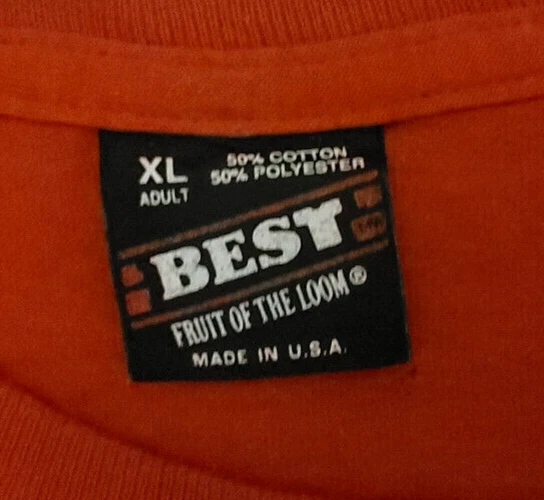 XL
ADULT
50% COTTON
50% POLYESTER
BEST
FRUIT OF THE LOOM®
MADE IN U.S.A.